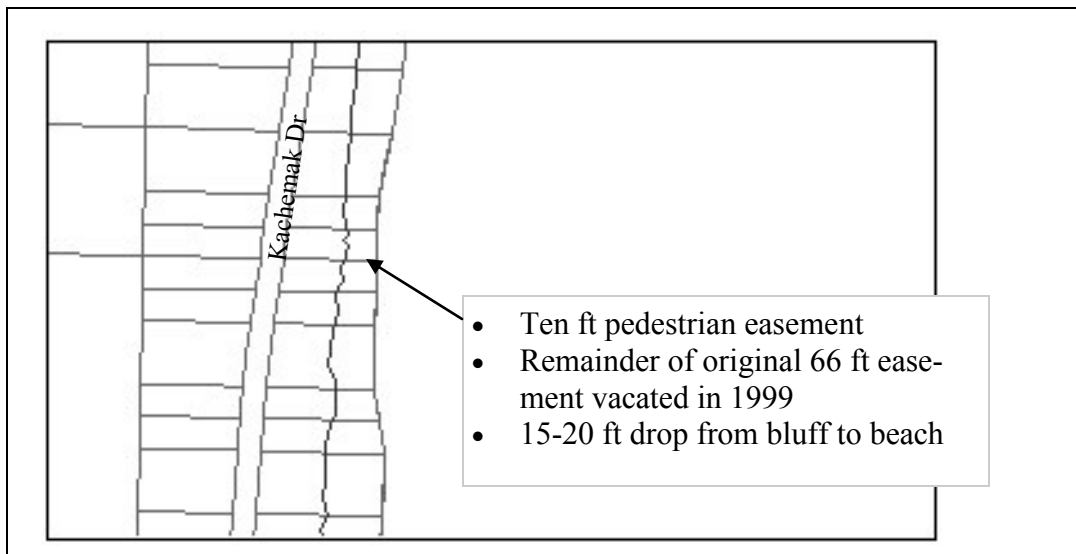 Kachemak Dr
• Ten ft pedestrian easement
• Remainder of original 66 ft ease-
ment vacated in 1999
• 15-20 ft drop from bluff to beach